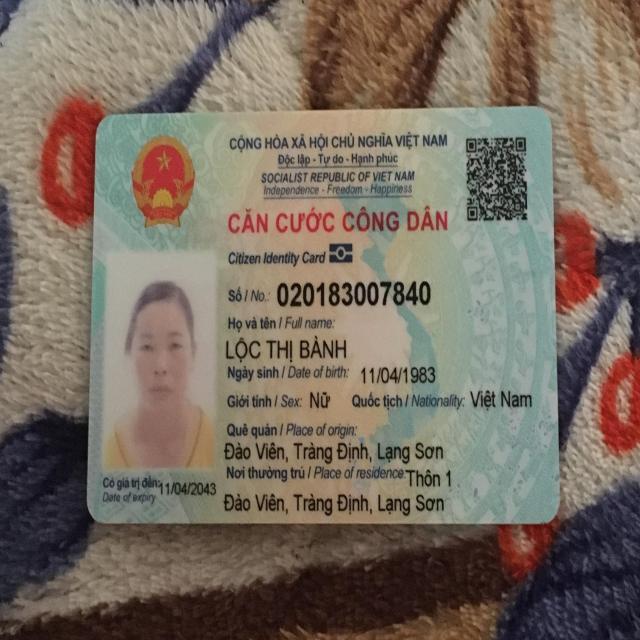 CỘNG HÒA XÃ HỘI CHỦ NGHĨA VIỆT NAM
Độc lập - Tự do - Hạnh phúc
SOCIALIST REPUBLIC OF VIET NAM
Independence - Freedom - Happiness
CĂN CƯỚC CÔNG DÂN
Citizen Identity Card
Số / No.: 020183007840
Họ và tên / Full name:
LỘC THỊ BÀNH
Ngày sinh / Date of birth: 11/04/1983
Giới tính / Sex: Nữ Quốc tịch / Nationality: Việt Nam
Quê quán / Place of origin:
Đào Viên, Tràng Định, Lạng Sơn
Nơi thường trú / Place of residence: Thôn 1
Đào Viên, Tràng Định, Lạng Sơn
Có giá trị đến: 11/04/2043
Date of expiry